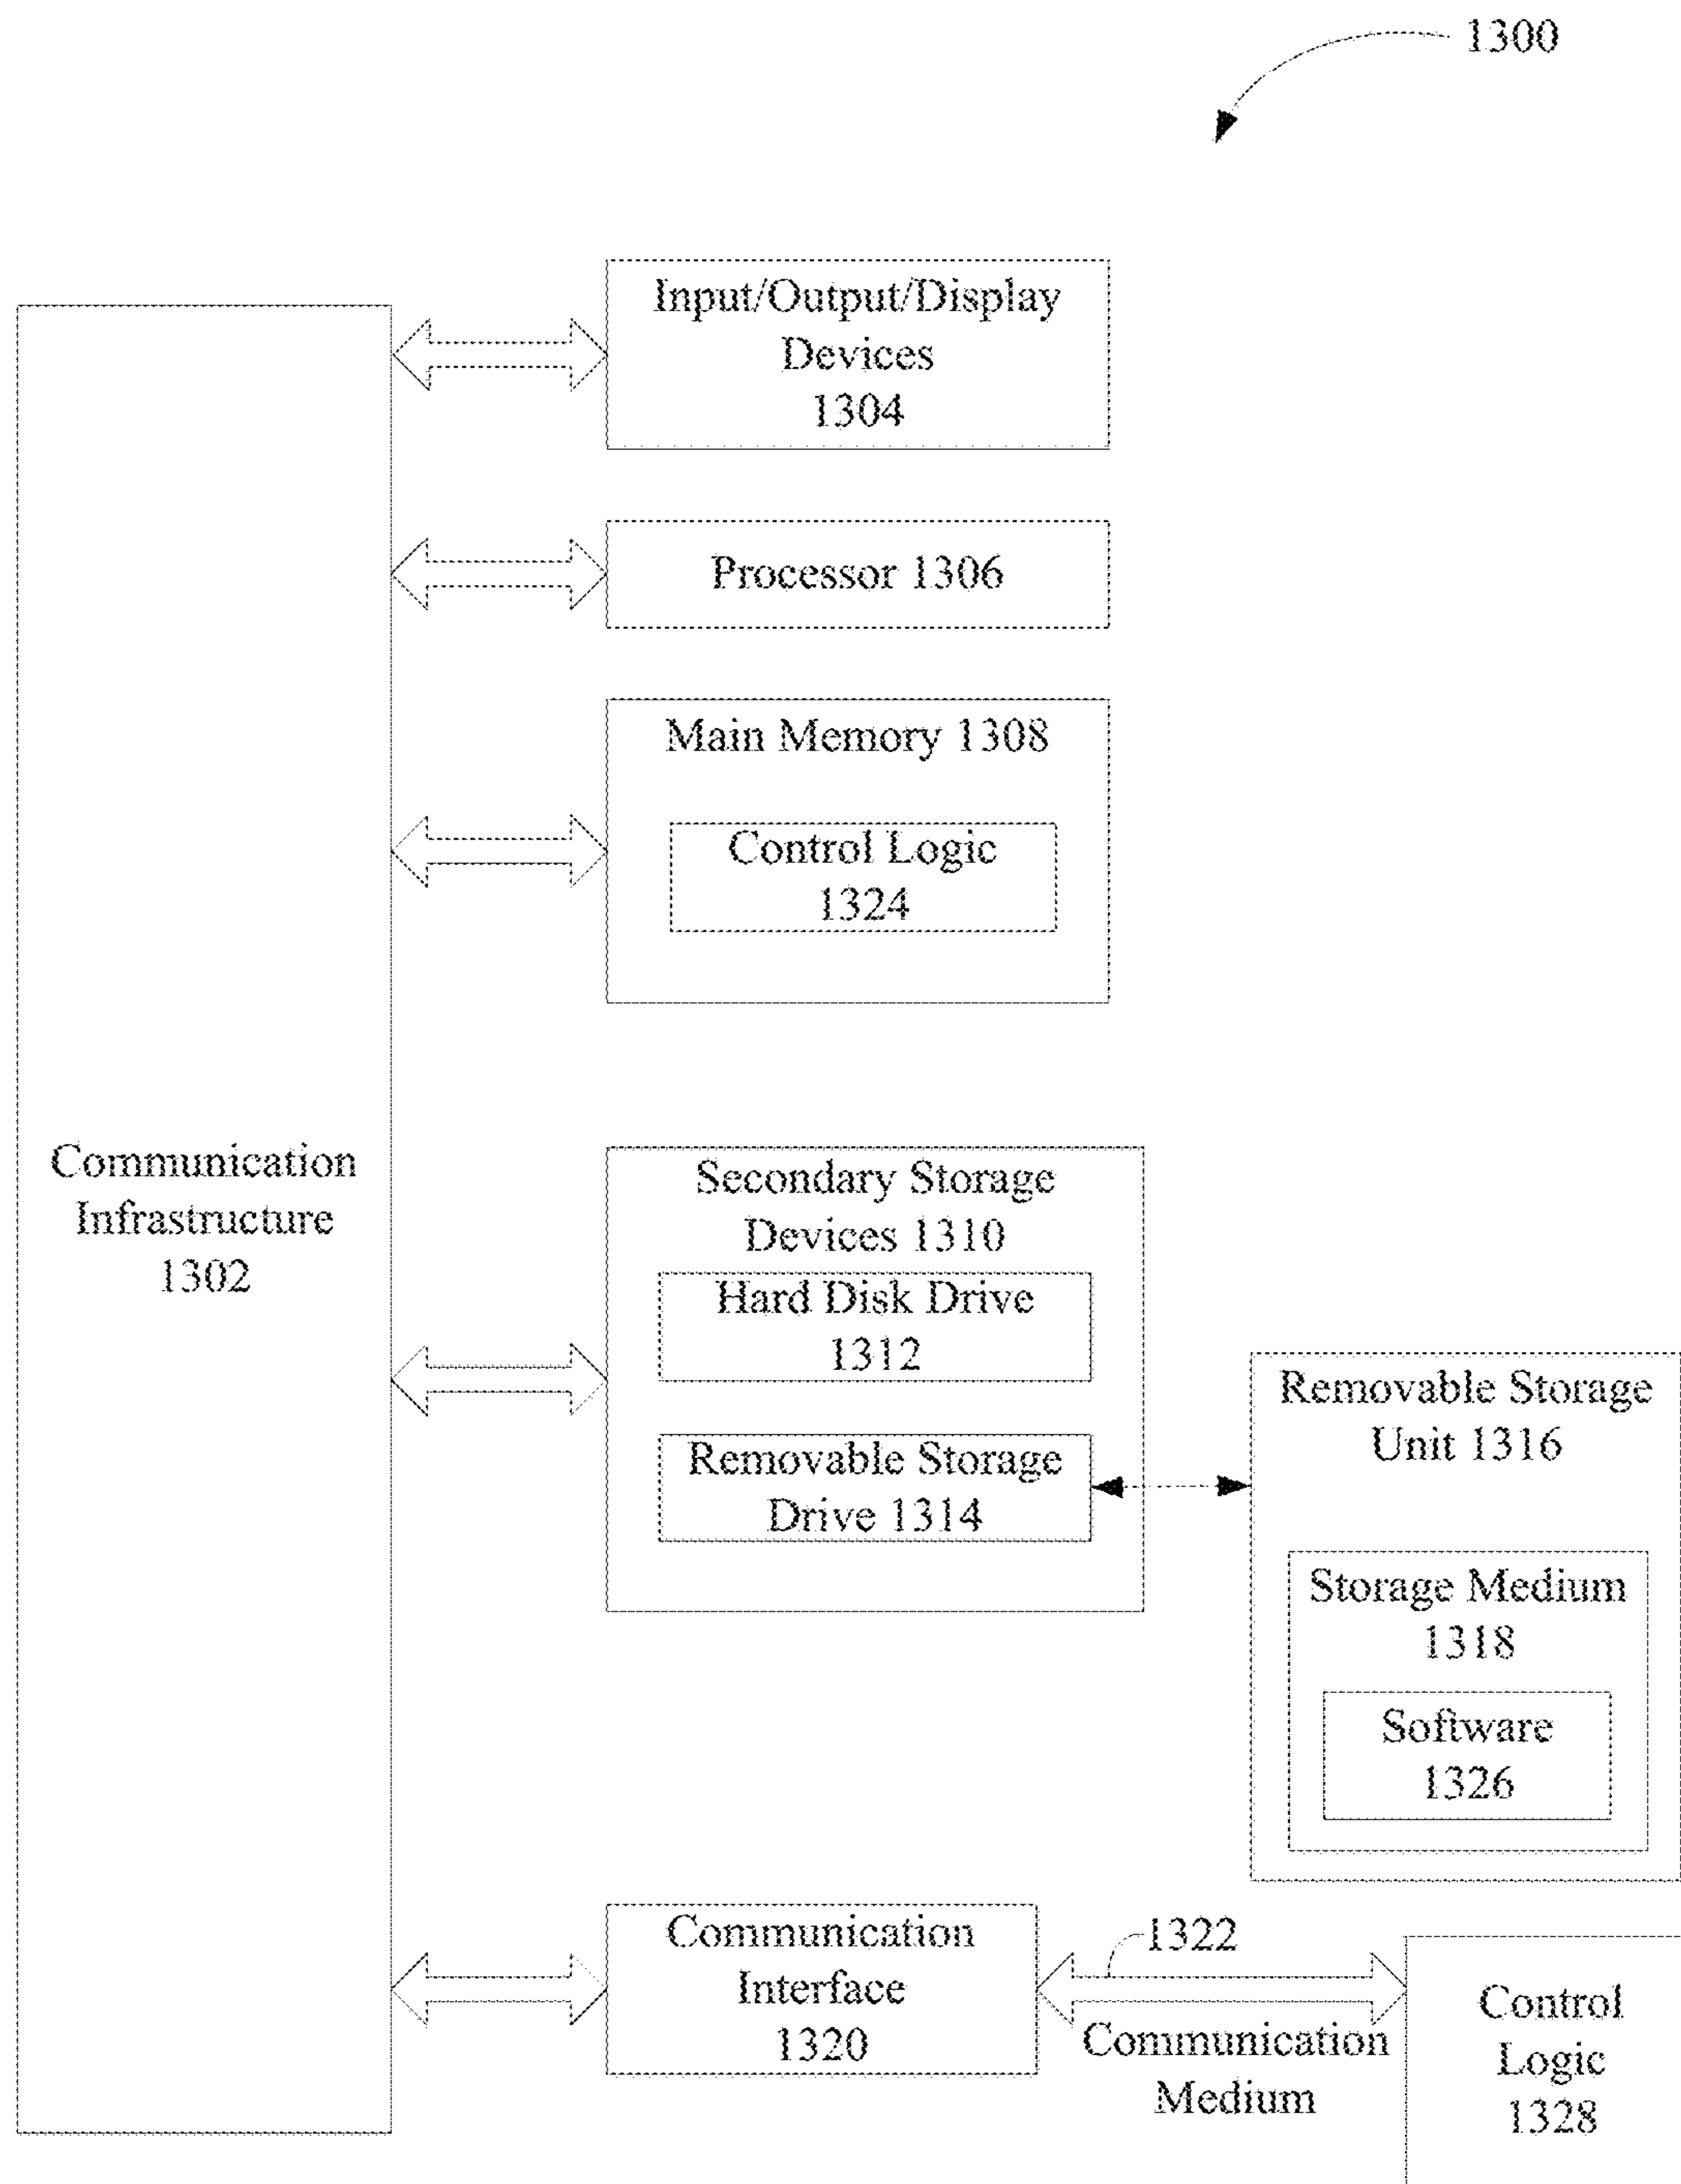 1300
Input/Output/Display
Devices
1304
Processor 1306
Main Memory 1308
Control Logic
1324
Communication
Infrastructure
1302
Secondary Storage
Devices 1310
Hard Disk Drive
1312
Removable Storage
Drive 1314
Removable Storage
Unit 1316
Storage Medium
1318
Software
1326
Communication
Interface
1320
1322
Communication
Medium
Control
Logic
1328